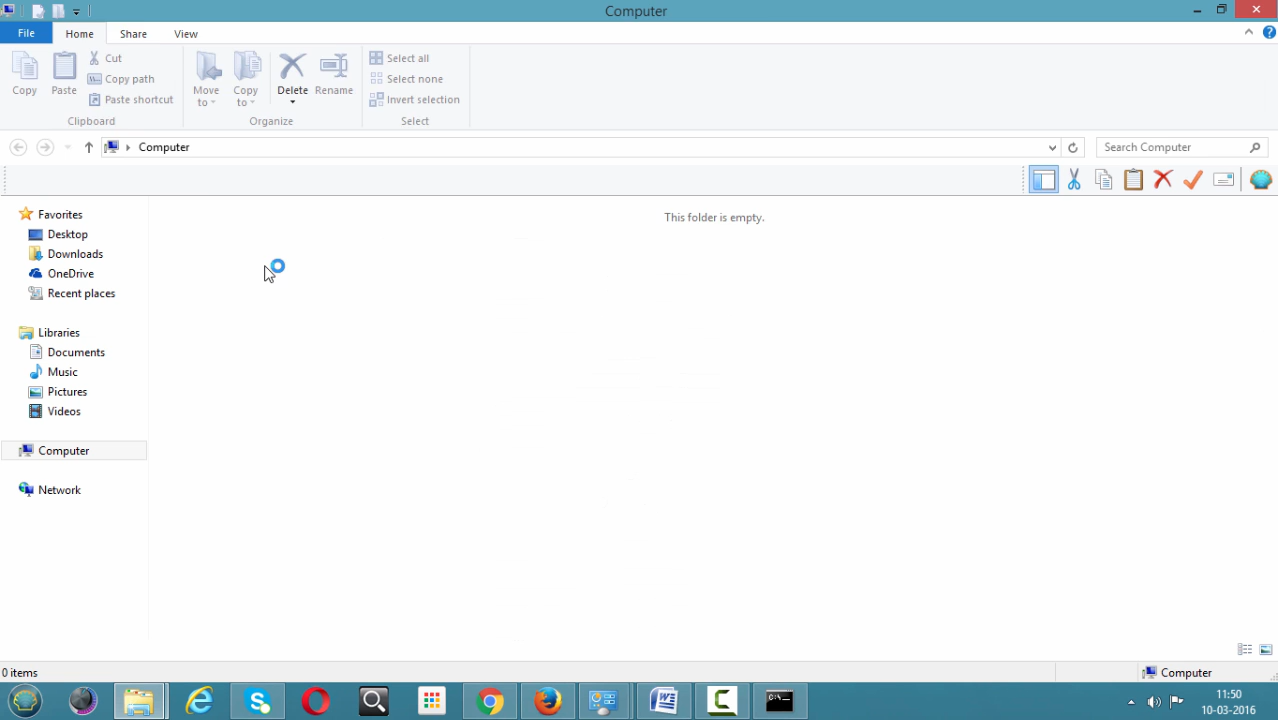 Computer
File
Home
Share
View
Copy
Paste
Cut
Copy path
Paste shortcut
Clipboard
Move to
Copy to
Delete
Rename
Organize
Select all
Select none
Invert selection
Select
Computer
Search Computer
Favorites
Desktop
Downloads
OneDrive
Recent places
Libraries
Documents
Music
Pictures
Videos
Computer
Network
This folder is empty.
0 items
Computer
11:50
10-03-2016